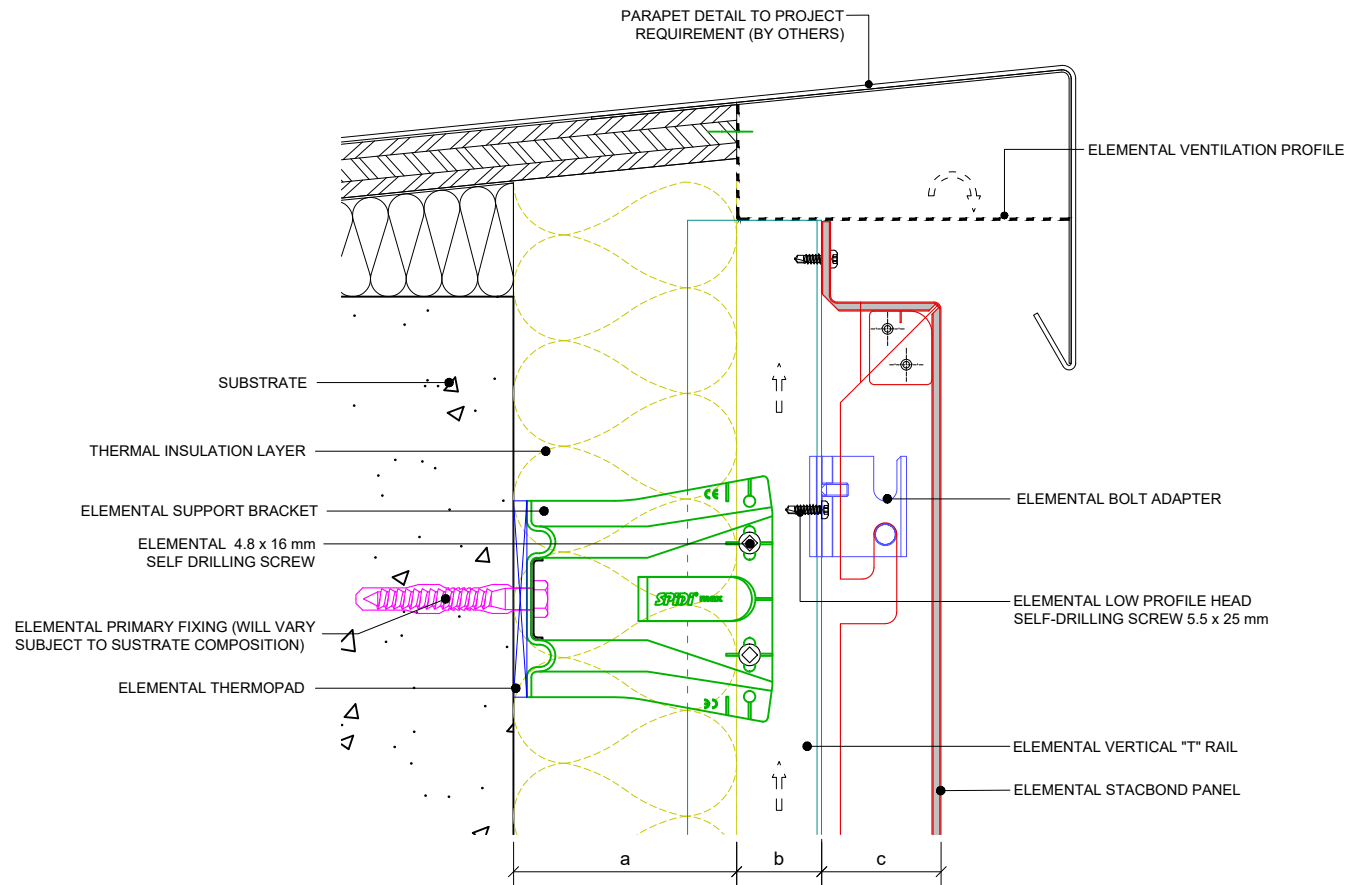 PARAPET DETAIL TO PROJECT
REQUIREMENT (BY OTHERS)
ELEMENTAL VENTILATION PROFILE
SUBSTRATE
THERMAL INSULATION LAYER
ELEMENTAL SUPPORT BRACKET
ELEMENTAL 4.8 x 16 mm
SELF DRILLING SCREW
ELEMENTAL PRIMARY FIXING (WILL VARY
SUBJECT TO SUSTRATE COMPOSITION)
ELEMENTAL THERMOPAD
CE
SPIDI max
CE
ELEMENTAL BOLT ADAPTER
ELEMENTAL LOW PROFILE HEAD
SELF-DRILLING SCREW 5.5 x 25 mm
ELEMENTAL VERTICAL "T" RAIL
ELEMENTAL STACBOND PANEL
a b c